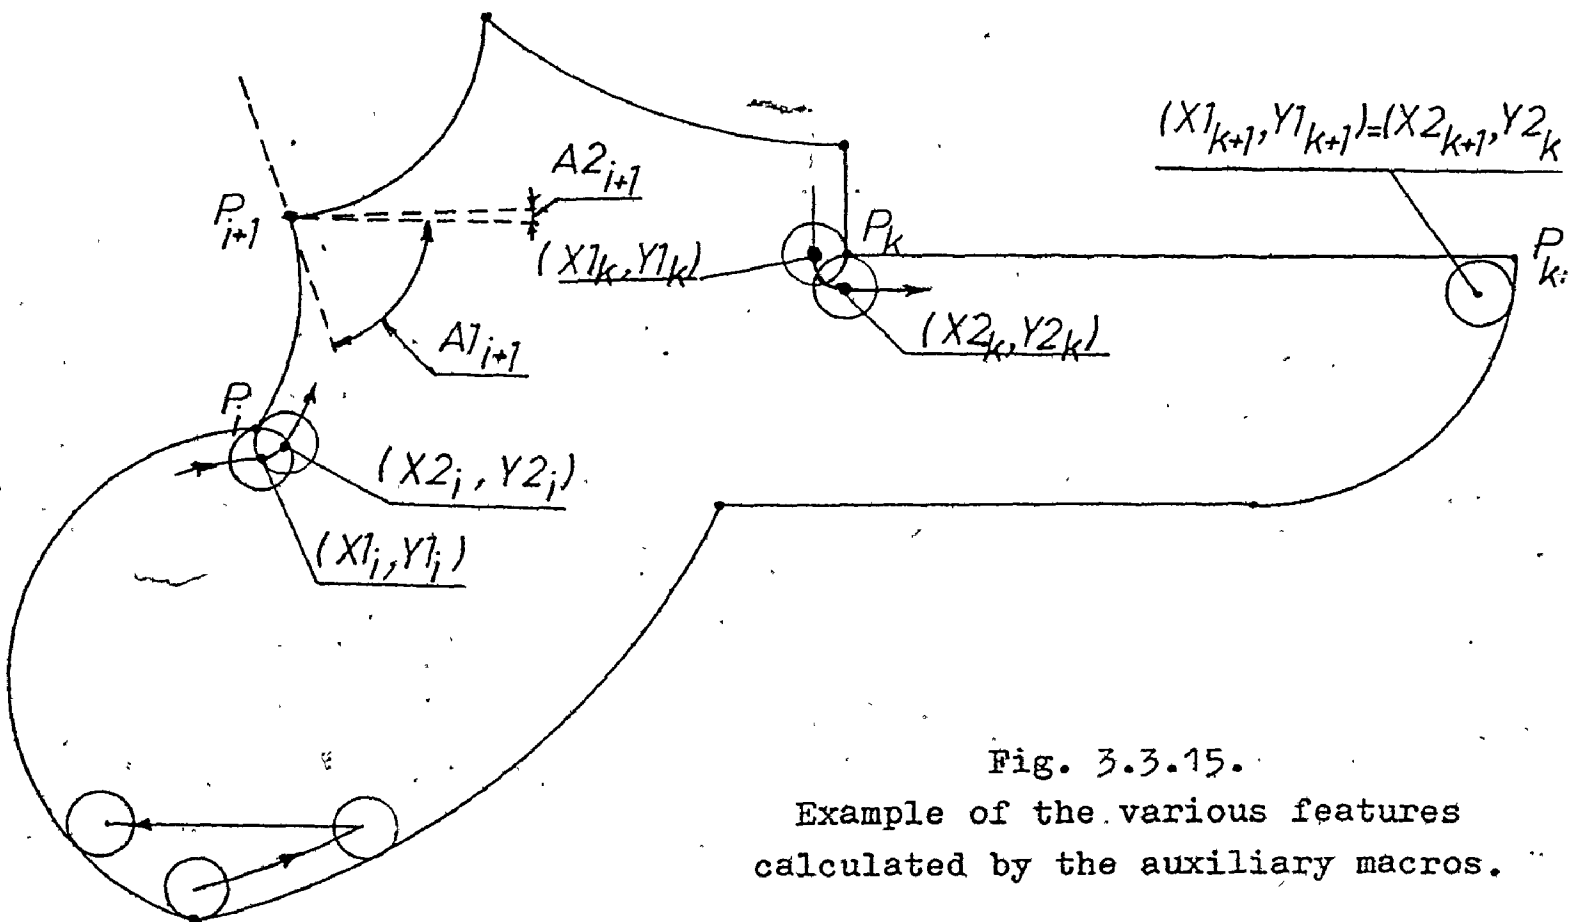 (X1k+1, Y1k+1)=(X2k+1, Y2k
A2i+1
Pi+1
Pk
(X1k, Y1k)
Pk
A1i+1
(X2k, Y2k)
Pi
(X2i, Y2i)
(X1i, Y1i)
Fig. 3.3.15.
Example of the various features
calculated by the auxiliary macros.